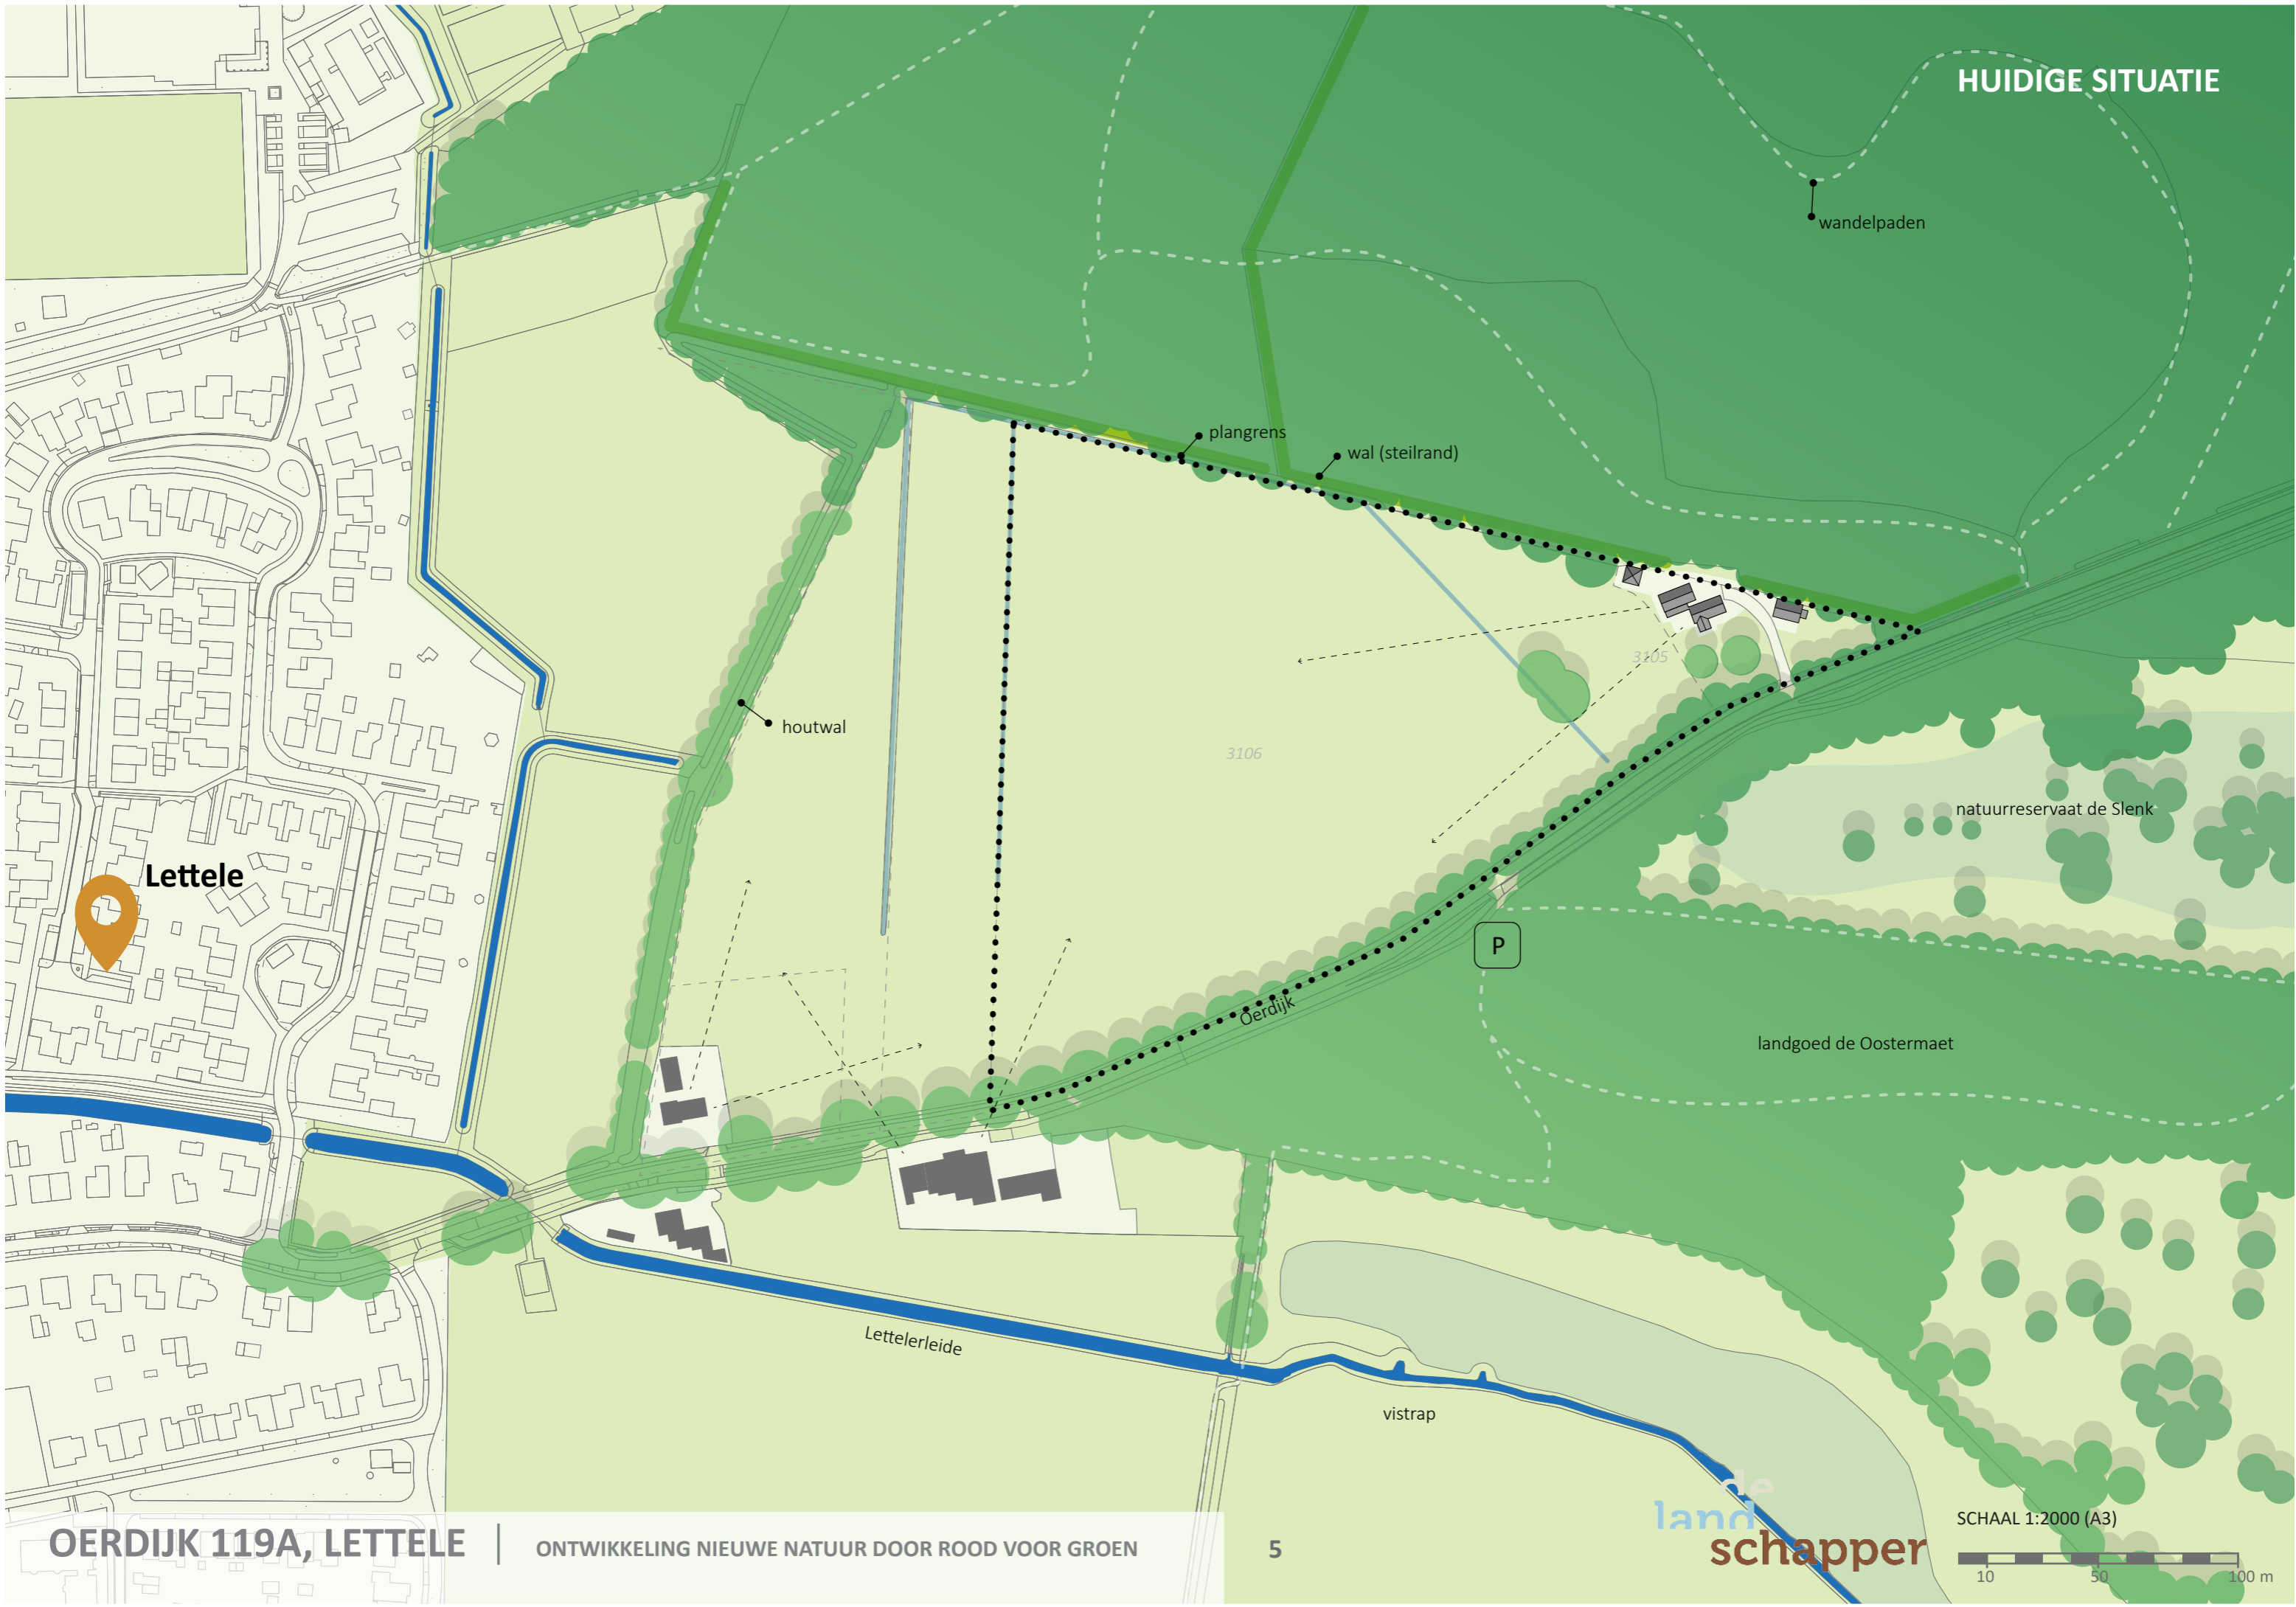 HUIDIGE SITUATIE
wandelpaden
plangrens
wal (steilrand)
3105
houtwal
3106
natuurreservaat de Slenk
Lettele
P
Oerdijk
landgoed de Oostermaet
Lettelerleide
vistrap
de
land
schapper
SCHAAL 1:2000 (A3)
10 50 100 m
OERDIJK 119A, LETTELE | ONTWIKKELING NIEUWE NATUUR DOOR ROOD VOOR GROEN 5